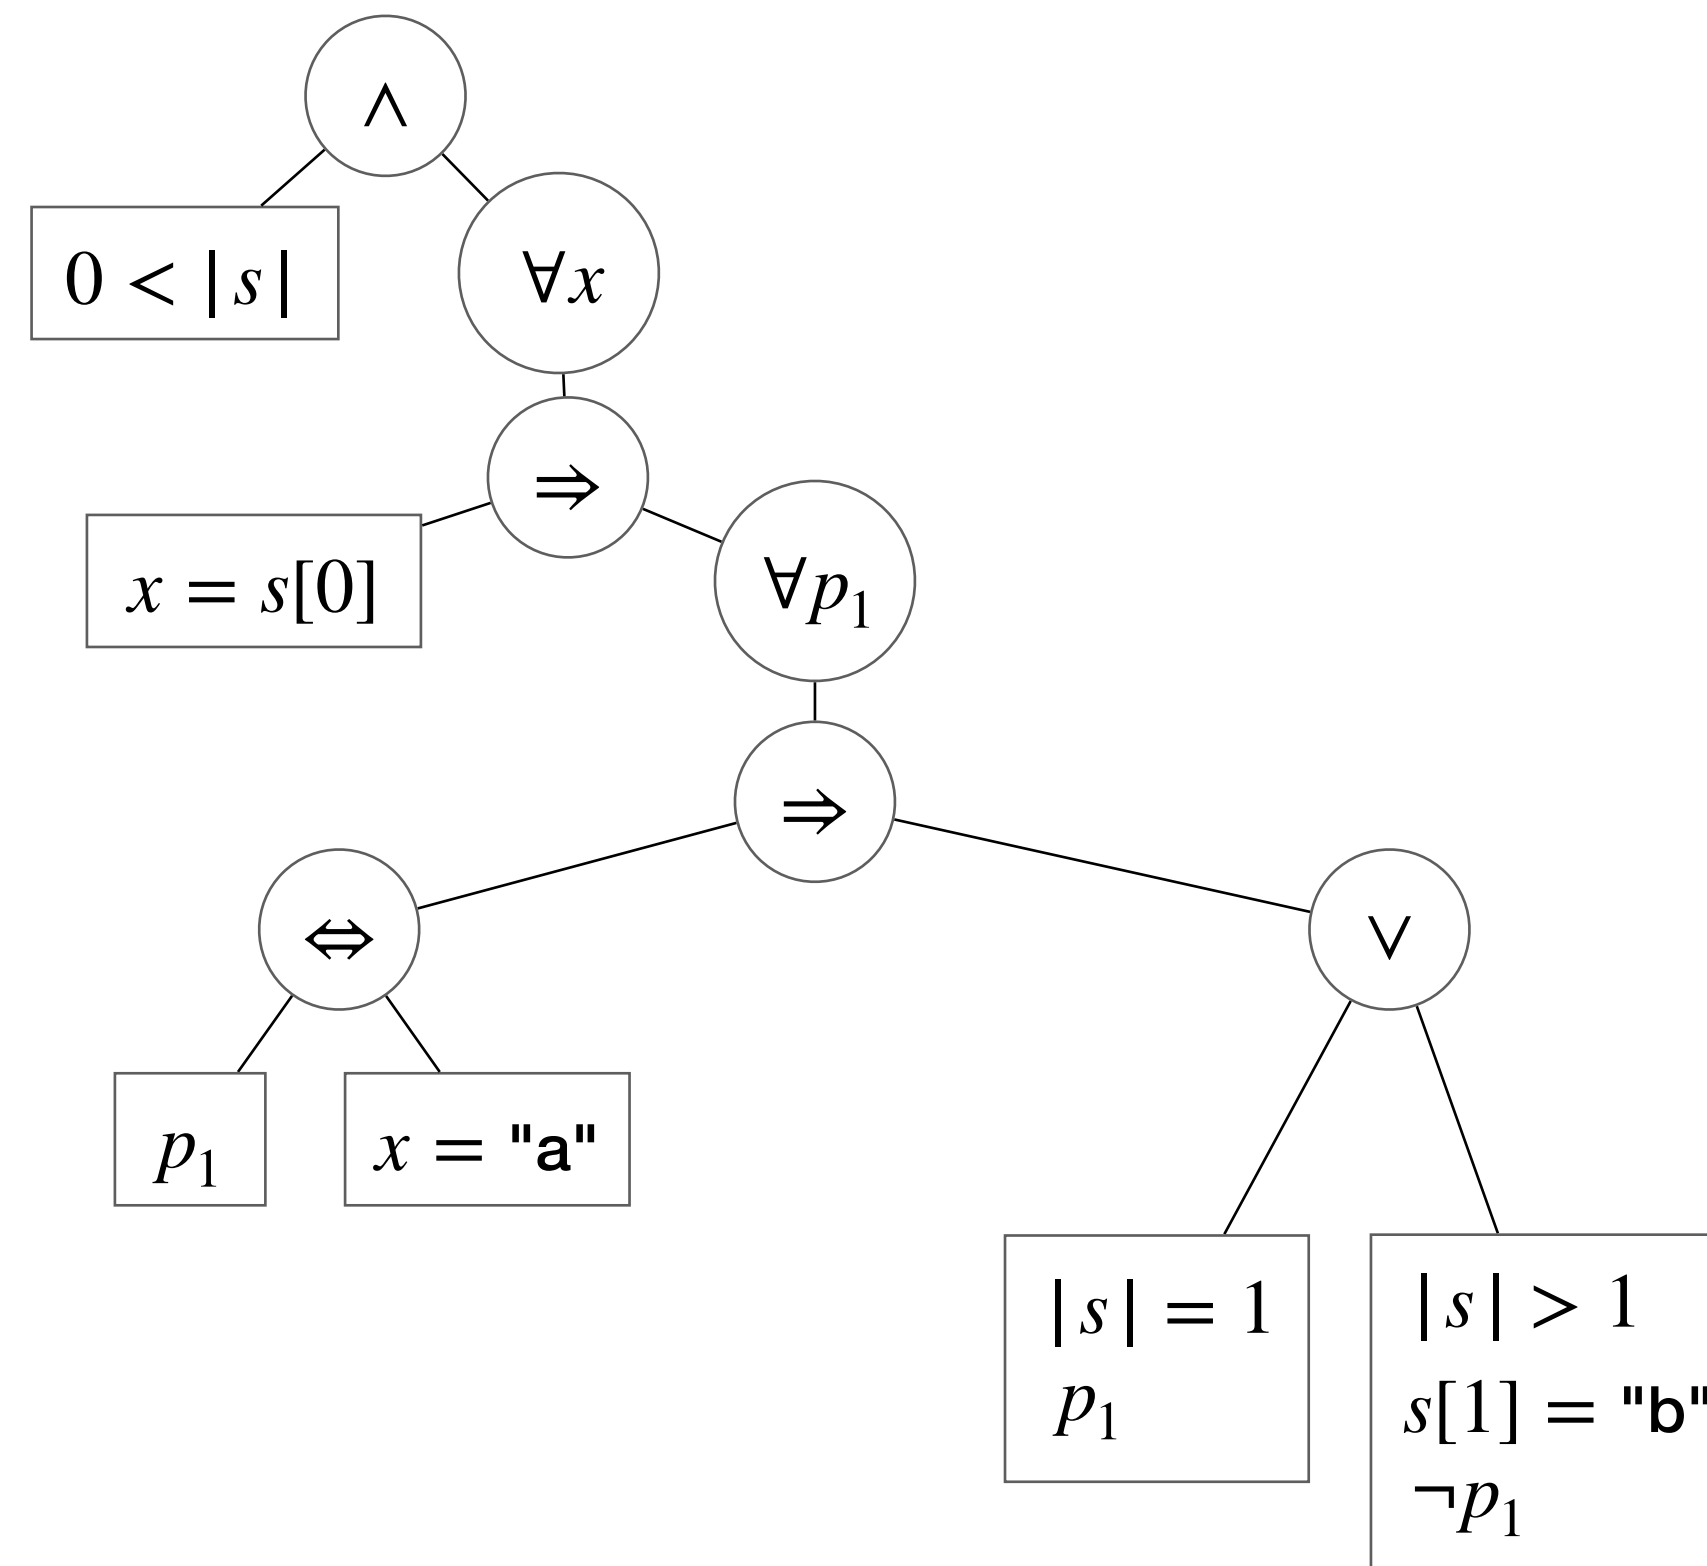 ∧
0 < |s|
∀x
⇒
x = s[0]
∀p₁
⇒
⇔
∨
p₁
x = "a"
|s| = 1
p₁
|s| > 1
s[1] = "b"
¬p₁